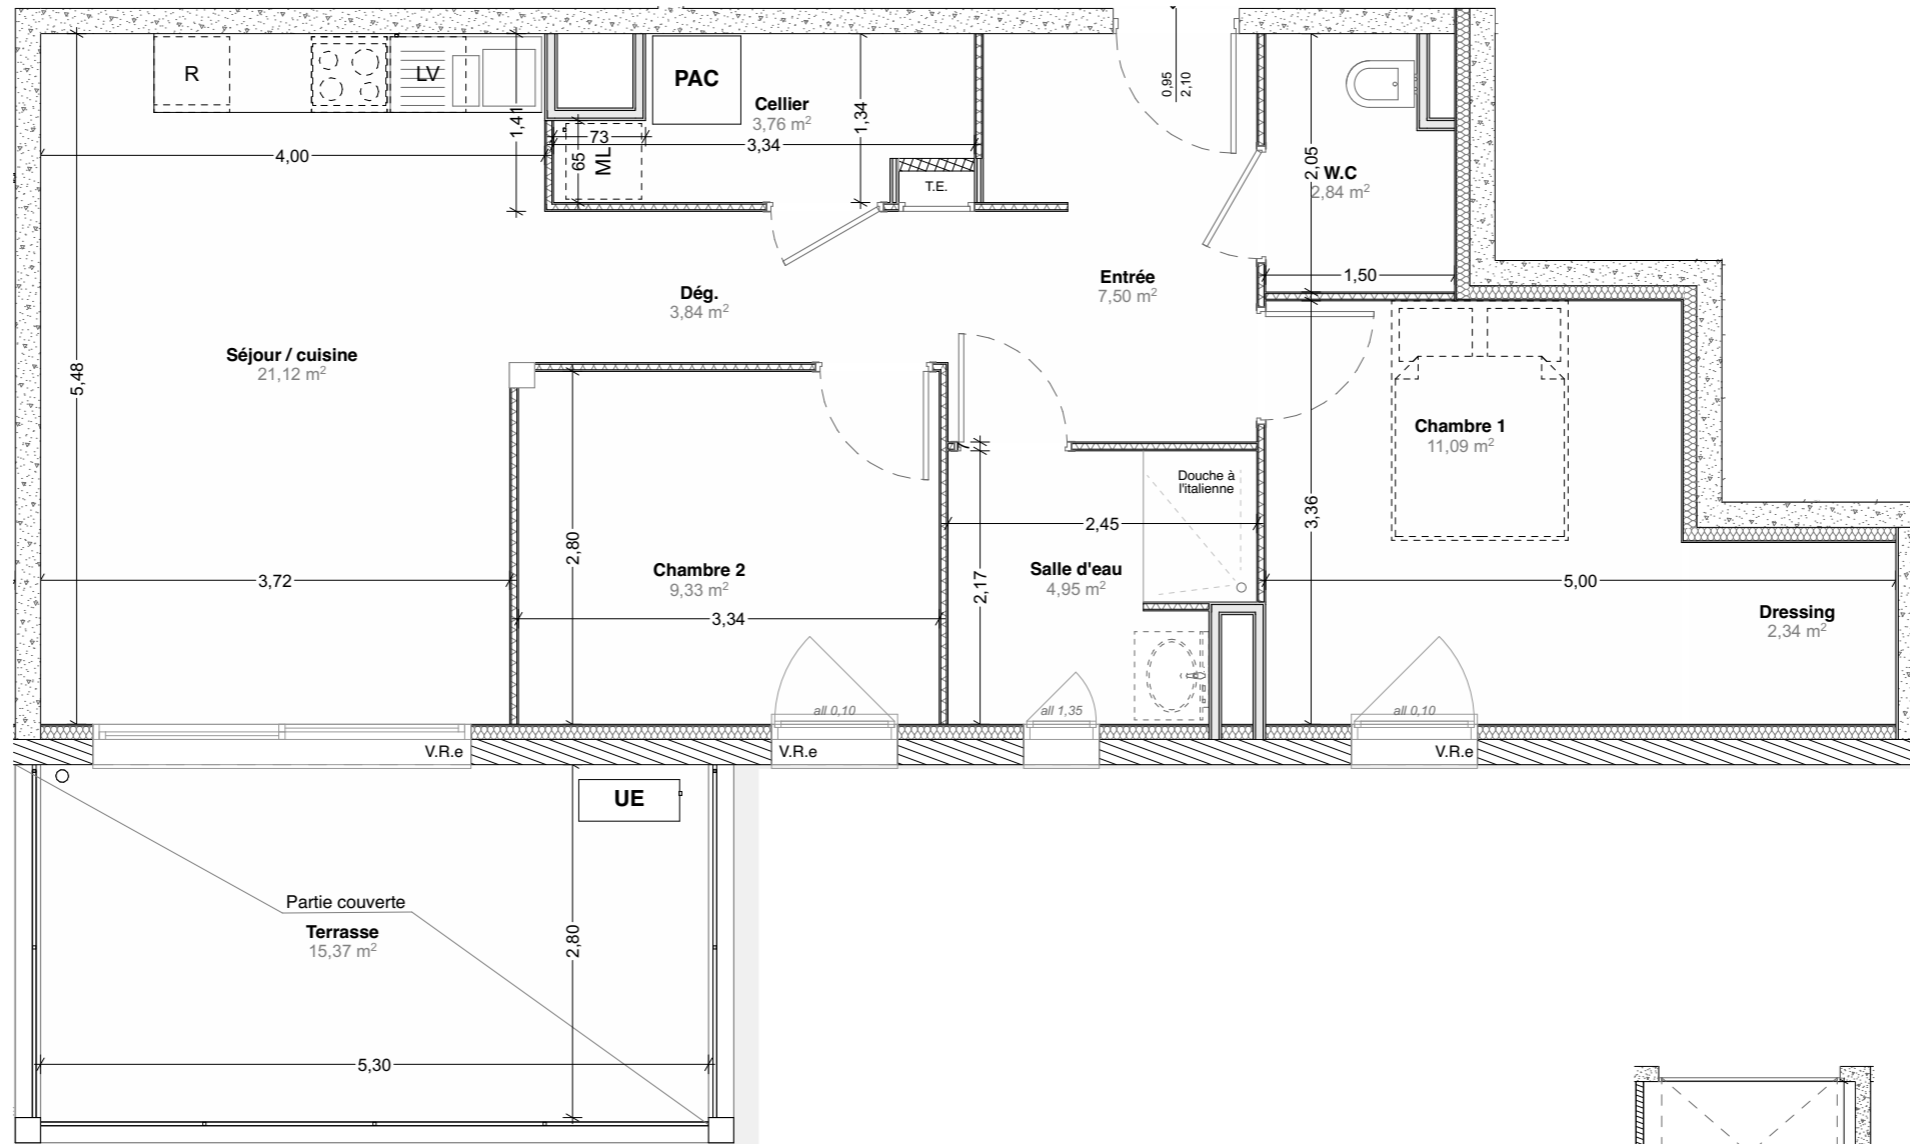 R
LV
PAC
Cellier
3,76 m²
1,41
4,00
73
3,34
65
ML
1,34
T.E.
0,95
2,10
2,05
W.C
2,84 m²
1,50
Entrée
7,50 m²
Dég.
3,84 m²
Séjour / cuisine
21,12 m²
5,48
Chambre 1
11,09 m²
7
Douche à
l'italienne
2,45
3,36
2,80
Chambre 2
9,33 m²
3,72
3,34
2,17
Salle d'eau
4,95 m²
5,00
Dressing
2,34 m²
all 0,10
all 1,35
all 0,10
V.R.e
V.R.e
V.R.e
UE
Partie couverte
Terrasse
15,37 m²
2,80
5,30